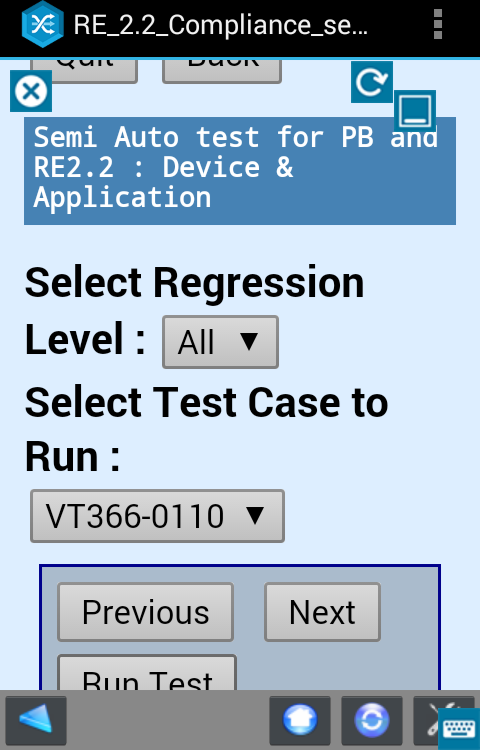 RE_2.2_Compliance_se...
Quit Back
Semi Auto test for PB and
RE2.2 : Device &
Application
Select Regression
Level : All
Select Test Case to
Run :
VT366-0110
Previous Next
Run Test